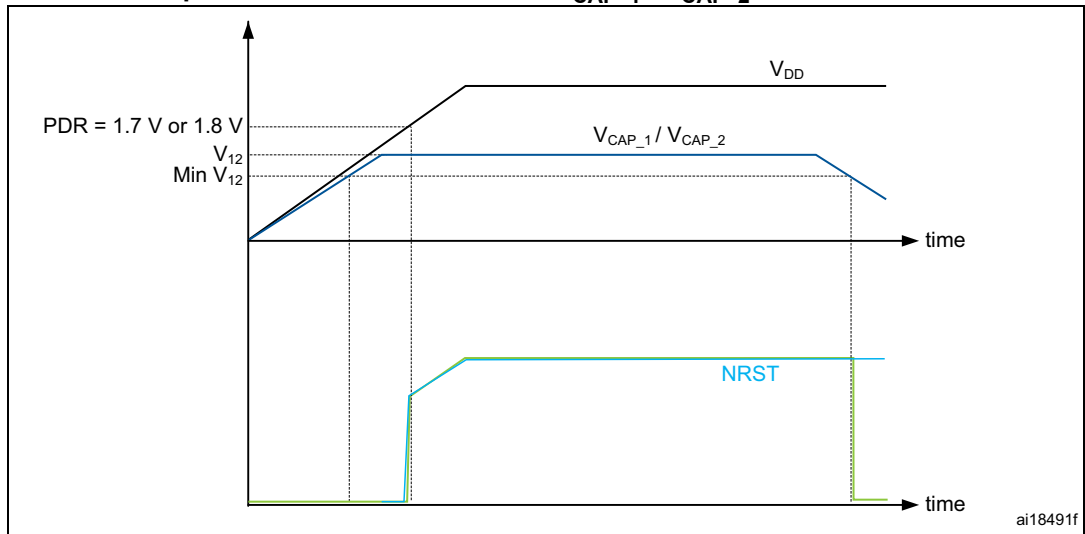 V_DD
PDR = 1.7 V or 1.8 V
V_CAP_1 / V_CAP_2
V_12
Min V_12
time
NRST
time
ai18491f